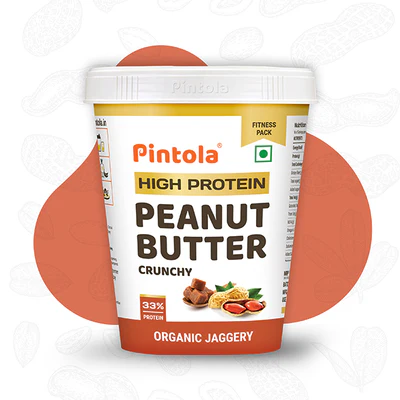 Pintola
FITNESS
PACK
Pintola®
HIGH PROTEIN
PEANUT
BUTTER
CRUNCHY
33%
PROTEIN
ORGANIC JAGGERY